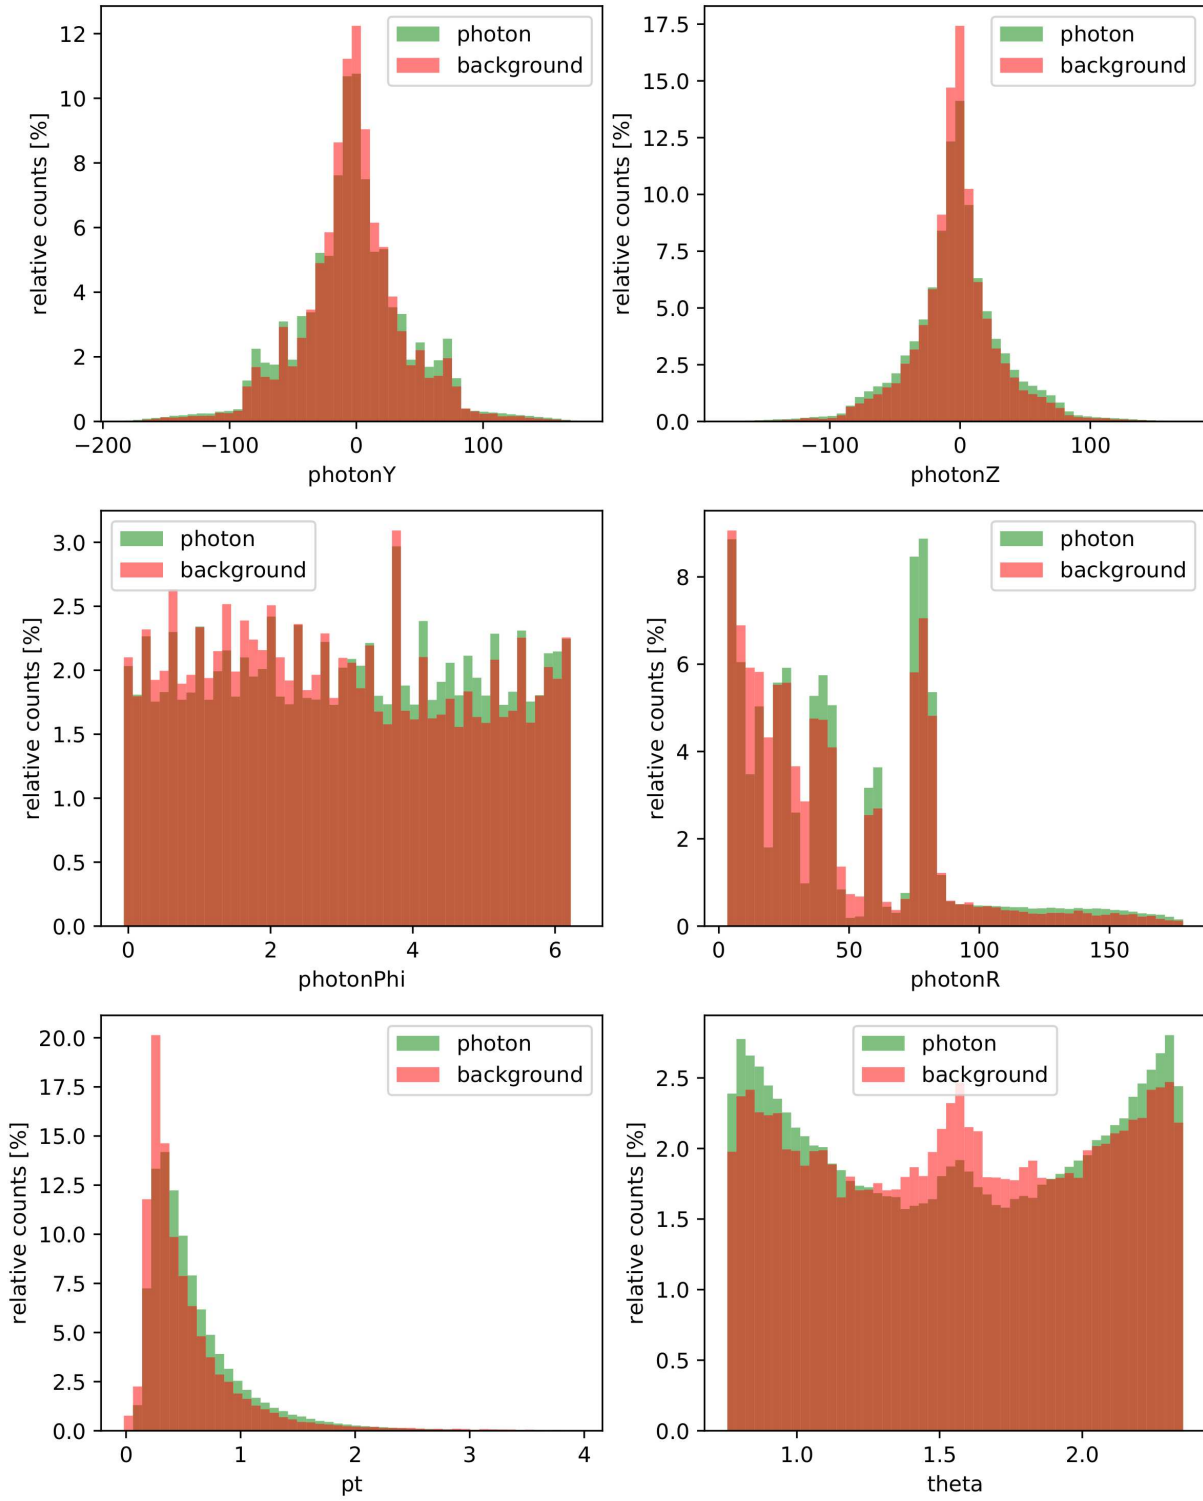 photon
background
12
10
8
6
4
2
0
−200
−100
0
100
relative counts [%]
photonY
photon
background
17.5
15.0
12.5
10.0
7.5
5.0
2.5
0.0
−100
0
100
relative counts [%]
photonZ
photon
background
3.0
2.5
2.0
1.5
1.0
0.5
0.0
0
2
4
6
relative counts [%]
photonPhi
photon
background
8
6
4
2
0
0
50
100
150
relative counts [%]
photonR
photon
background
20.0
17.5
15.0
12.5
10.0
7.5
5.0
2.5
0.0
0
1
2
3
4
relative counts [%]
pt
photon
background
2.5
2.0
1.5
1.0
0.5
0.0
1.0
1.5
2.0
relative counts [%]
theta